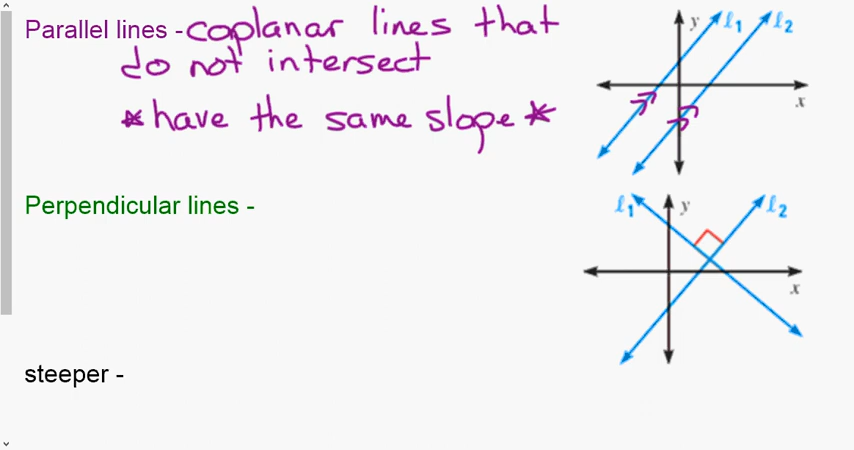 Parallel lines - coplanar lines that
do not intersect
*have the same slope*
y l1 l2
x
Perpendicular lines -
l1 y l2
x
steeper -